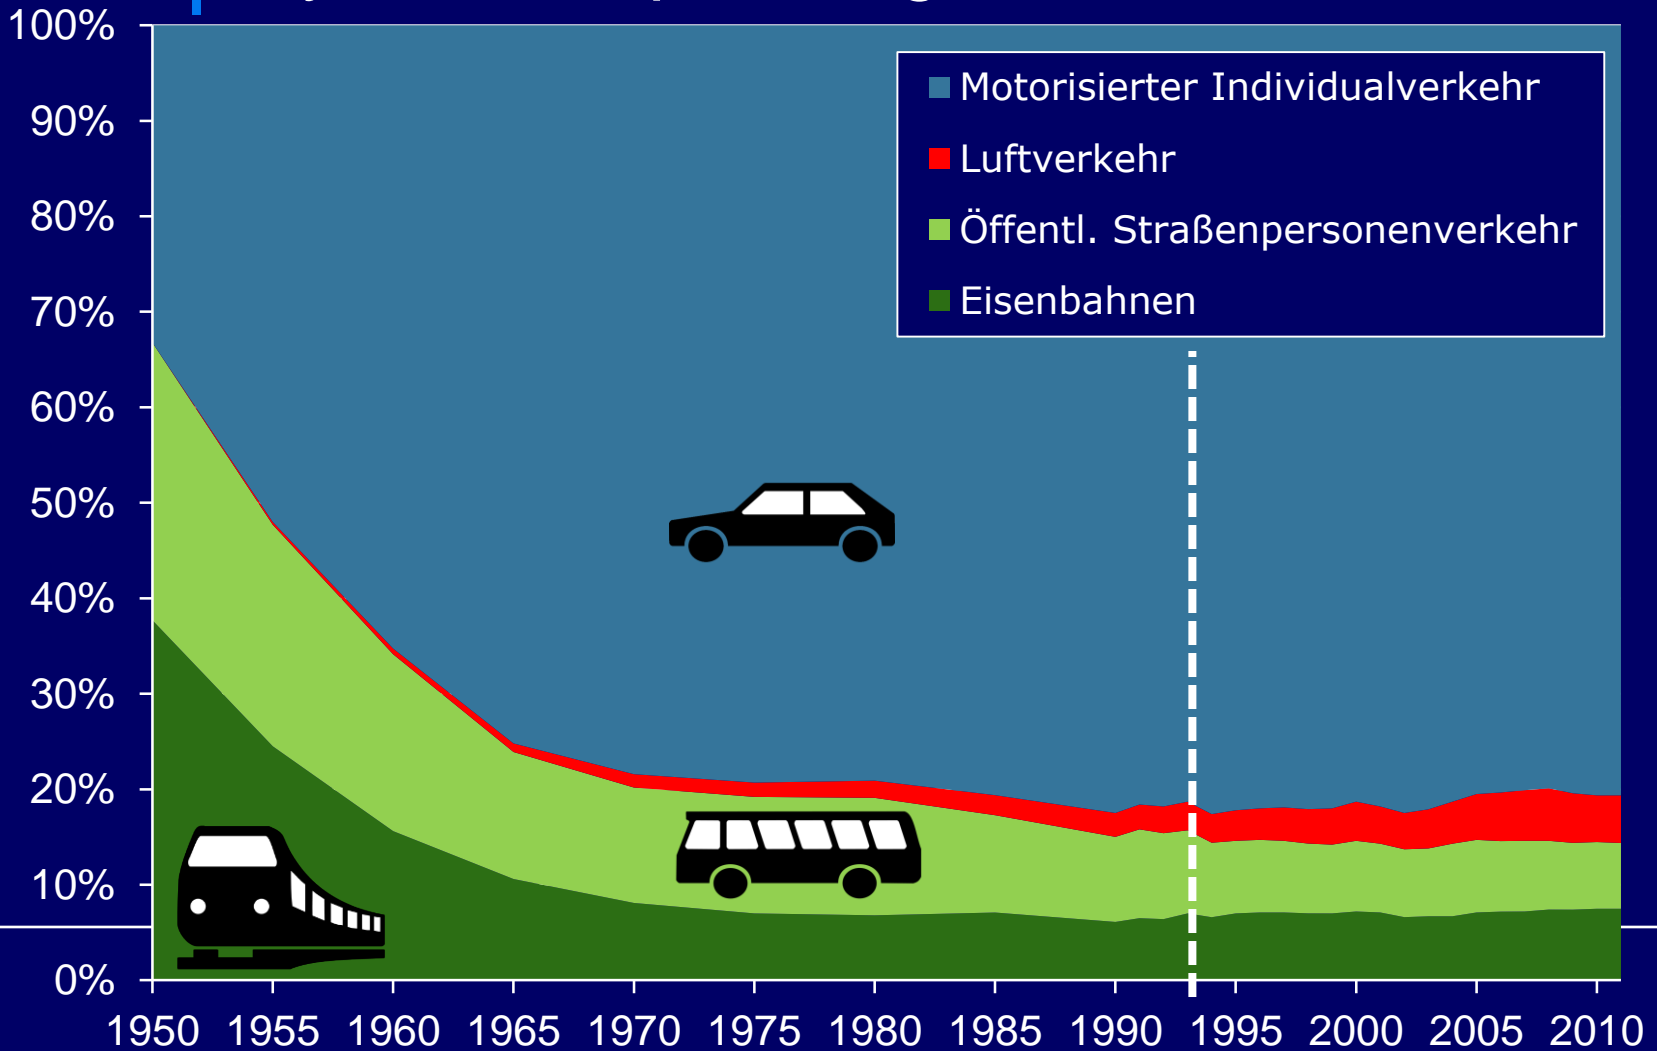 100%
90%
80%
70%
60%
50%
40%
30%
20%
10%
0%
Motorisierter Individualverkehr
Luftverkehr
Öffentl. Straßenpersonenverkehr
Eisenbahnen
1950 1955 1960 1965 1970 1975 1980 1985 1990 1995 2000 2005 2010